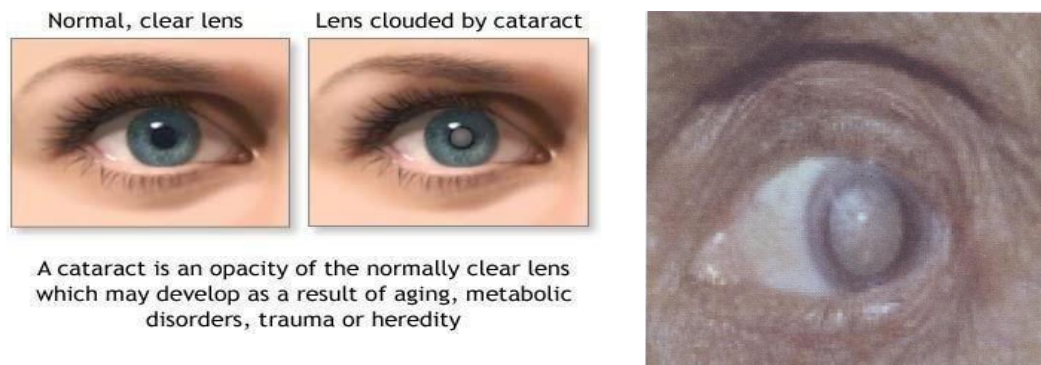 Normal, clear lens
Lens clouded by cataract
A cataract is an opacity of the normally clear lens
which may develop as a result of aging, metabolic
disorders, trauma or heredity